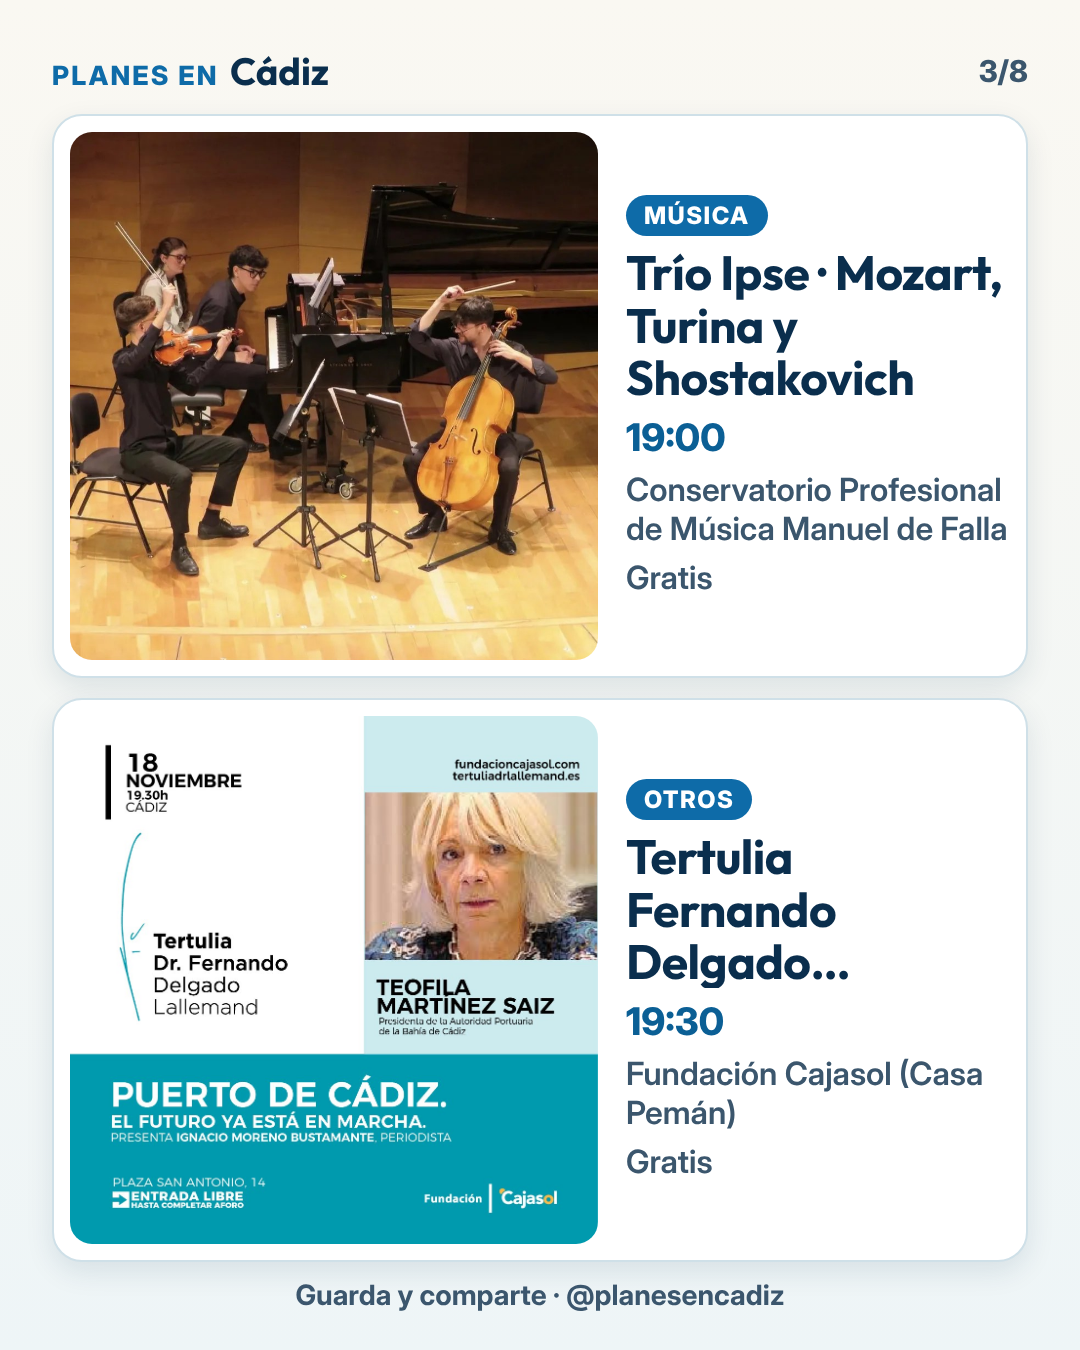 PLANES EN Cádiz
3/8
MÚSICA
Trío Ipse · Mozart,
Turina y
Shostakovich
19:00
Conservatorio Profesional
de Música Manuel de Falla
Gratis
18
NOVIEMBRE
19.30h
CÁDIZ
fundacioncajasol.com
tertuliadrlallemand.es
Tertulia
Dr. Fernando
Delgado
Lallemand
TEÓFILA
MARTÍNEZ SAIZ
Presidenta de la Autoridad Portuaria
de la Bahía de Cádiz
PUERTO DE CÁDIZ.
EL FUTURO YA ESTÁ EN MARCHA.
PRESENTA IGNACIO MORENO BUSTAMANTE, PERIODISTA
PLAZA SAN ANTONIO, 14
ENTRADA LIBRE
HASTA COMPLETAR AFORO
Fundación Cajasol
OTROS
Tertulia
Fernando
Delgado...
19:30
Fundación Cajasol (Casa
Pemán)
Gratis
Guarda y comparte · @planesencadiz